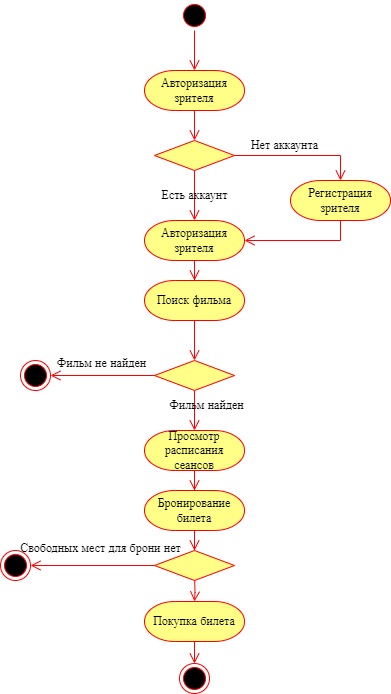 Авторизация
зрителя
Нет аккаунта
Есть аккаунт
Регистрация
зрителя
Авторизация
зрителя
Поиск фильма
Фильм не найден
Фильм найден
Просмотр
расписания
сеансов
Бронирование
билета
Свободных мест для брони нет
Покупка билета